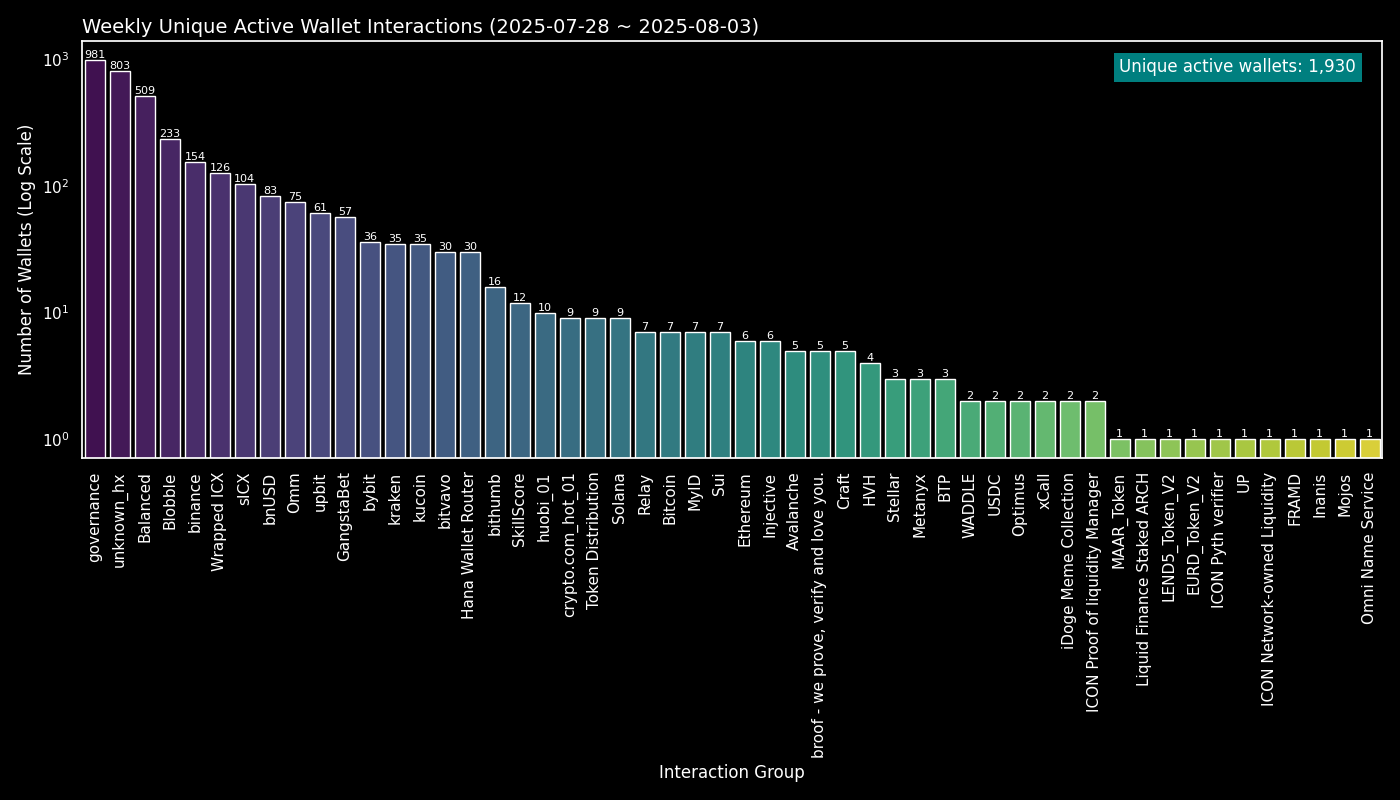 Weekly Unique Active Wallet Interactions (2025-07-28 ~ 2025-08-03)
Unique active wallets: 1,930
Number of Wallets (Log Scale)
10³
10²
10¹
10⁰
981
803
509
233
154
126
104
83
75
61
57
36
35
35
30
30
16
12
10
9
9
9
7
7
7
7
6
6
5
5
5
4
3
3
3
2
2
2
2
2
2
1
1
1
1
1
1
1
1
1
1
1
governance
unknown_hx
Balanced
Blobble
binance
Wrapped ICX
sICX
bnUSD
Omm
upbit
GangstaBet
bybit
kraken
kucoin
bitvavo
Hana Wallet Router
bithumb
SkillScore
huobi_01
crypto.com_hot_01
Token Distribution
Solana
Relay
Bitcoin
MyID
Sui
Ethereum
Injective
Avalanche
broof - we prove, verify and love you.
Craft
HVH
Stellar
Metanyx
BTP
WADDLE
USDC
Optimus
xCall
iDoge Meme Collection
ICON Proof of liquidity Manager
MAAR_Token
Liquid Finance Staked ARCH
LEND5_Token_V2
EURD_Token_V2
ICON Pyth verifier
UP
ICON Network-owned Liquidity
FRAMD
Inanis
Mojos
Omni Name Service
Interaction Group